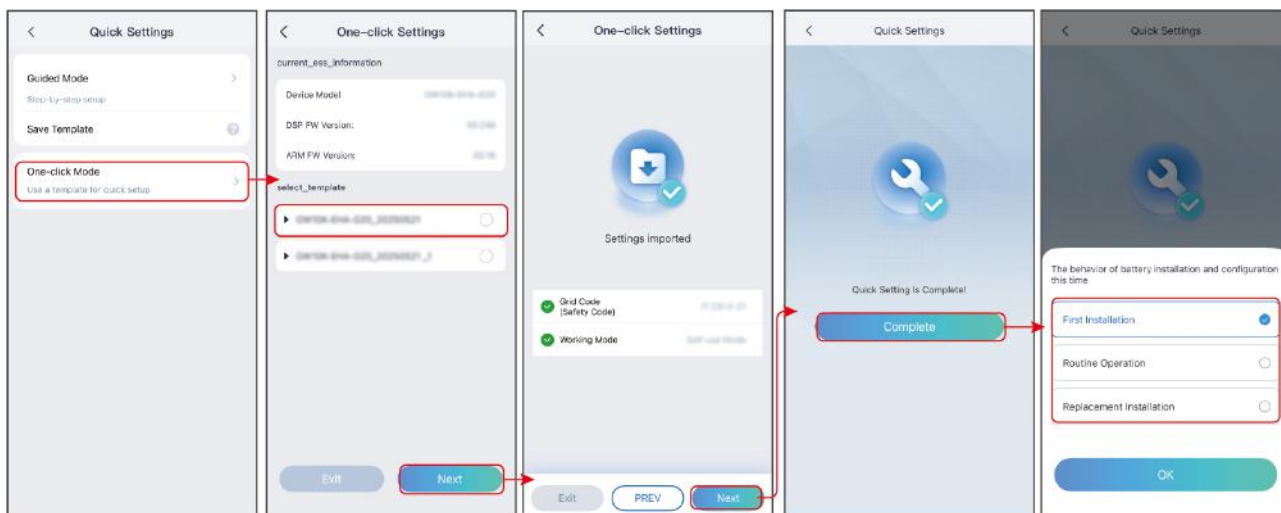 Quick Settings
Guided Mode
Step-by-step setup
Save Template
One-click Mode
Use a template for quick setup
One-click Settings
current_ess_information
Device Model
DSP FW Version:
ARM FW Version:
select_template
Exit
Next
One-click Settings
Settings imported
Grid Code
(Safety Code)
Working Mode
Exit
PREV
Next
Quick Settings
Quick Setting Is Complete!
Complete
Quick Settings
The behavior of battery installation and configuration
this time
First Installation
Routine Operation
Replacement Installation
OK